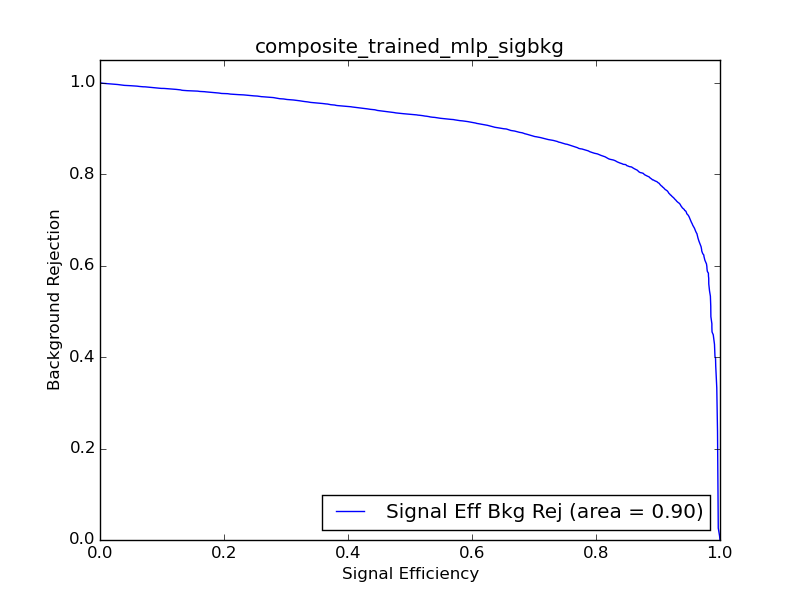 composite_trained_mlp_sigbkg
1.0
0.8
0.6
0.4
0.2
0.0
Background Rejection
Signal Eff Bkg Rej (area = 0.90)
0.0 0.2 0.4 0.6 0.8 1.0
Signal Efficiency